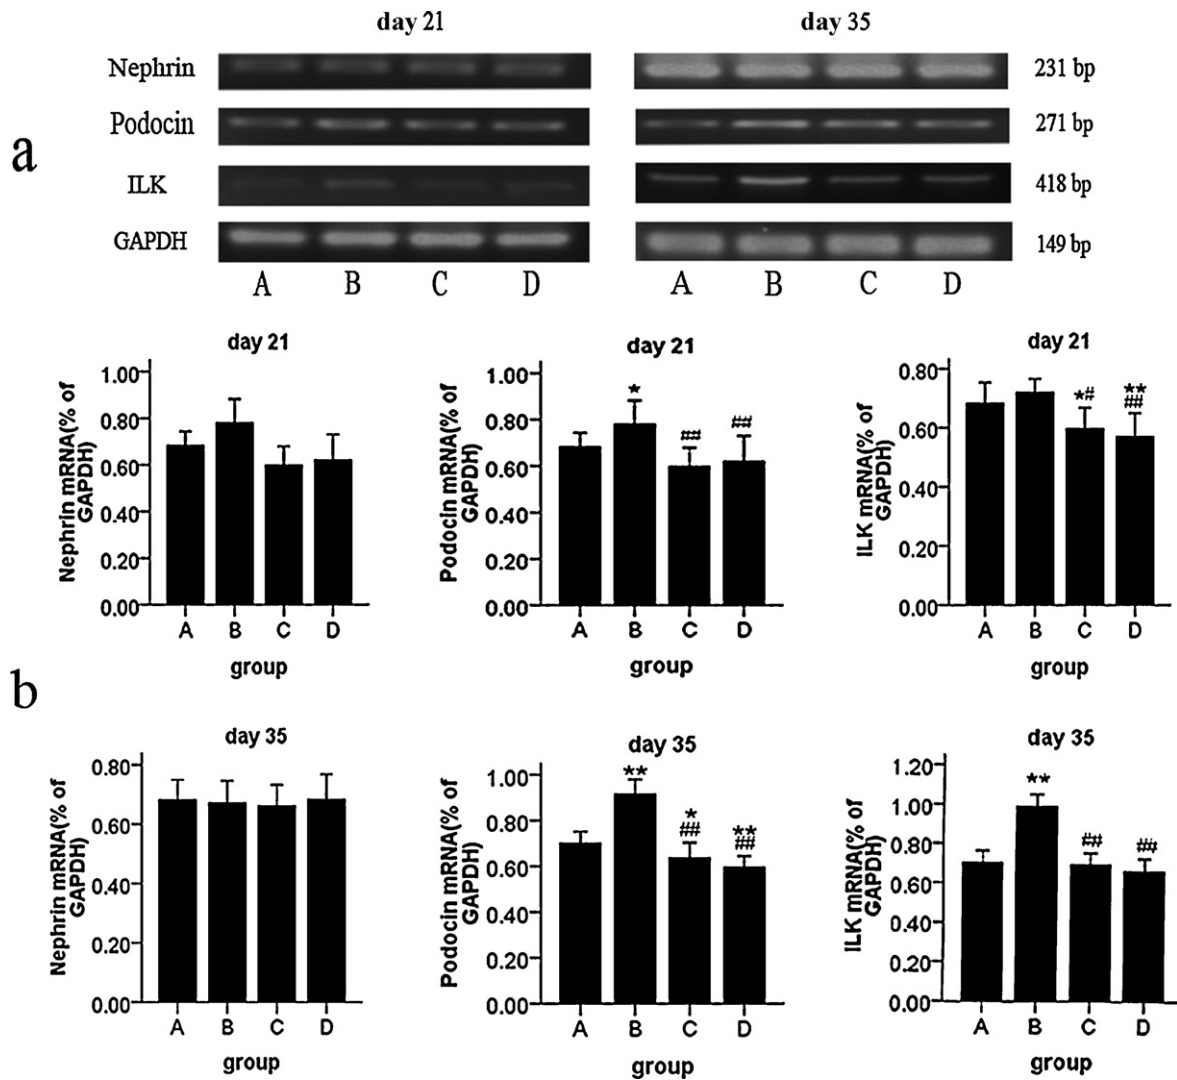 day 21 day 35
Nephrin 231 bp
Podocin 271 bp
a
ILK 418 bp
GAPDH 149 bp
A B C D A B C D
day 21
Nephrin mRNA(% of
GAPDH)
1.00
0.80
0.60
0.40
0.20
0.00
A B C D
group
day 21
Podocin mRNA(% of
GAPDH)
1.00
0.80
0.60
0.40
0.20
0.00
*
##
##
A B C D
group
day 21
ILK mRNA(% of
GAPDH)
0.80
0.60
0.40
0.20
0.00
*#
**
##
A B C D
group
b
day 35
Nephrin mRNA(% of
GAPDH)
0.80
0.60
0.40
0.20
0.00
A B C D
group
day 35
Podocin mRNA(% of
GAPDH)
1.00
0.80
0.60
0.40
0.20
0.00
**
*
##
**
##
A B C D
group
day 35
ILK mRNA(% of
GAPDH)
1.20
1.00
0.80
0.60
0.40
0.20
0.00
**
##
##
A B C D
group